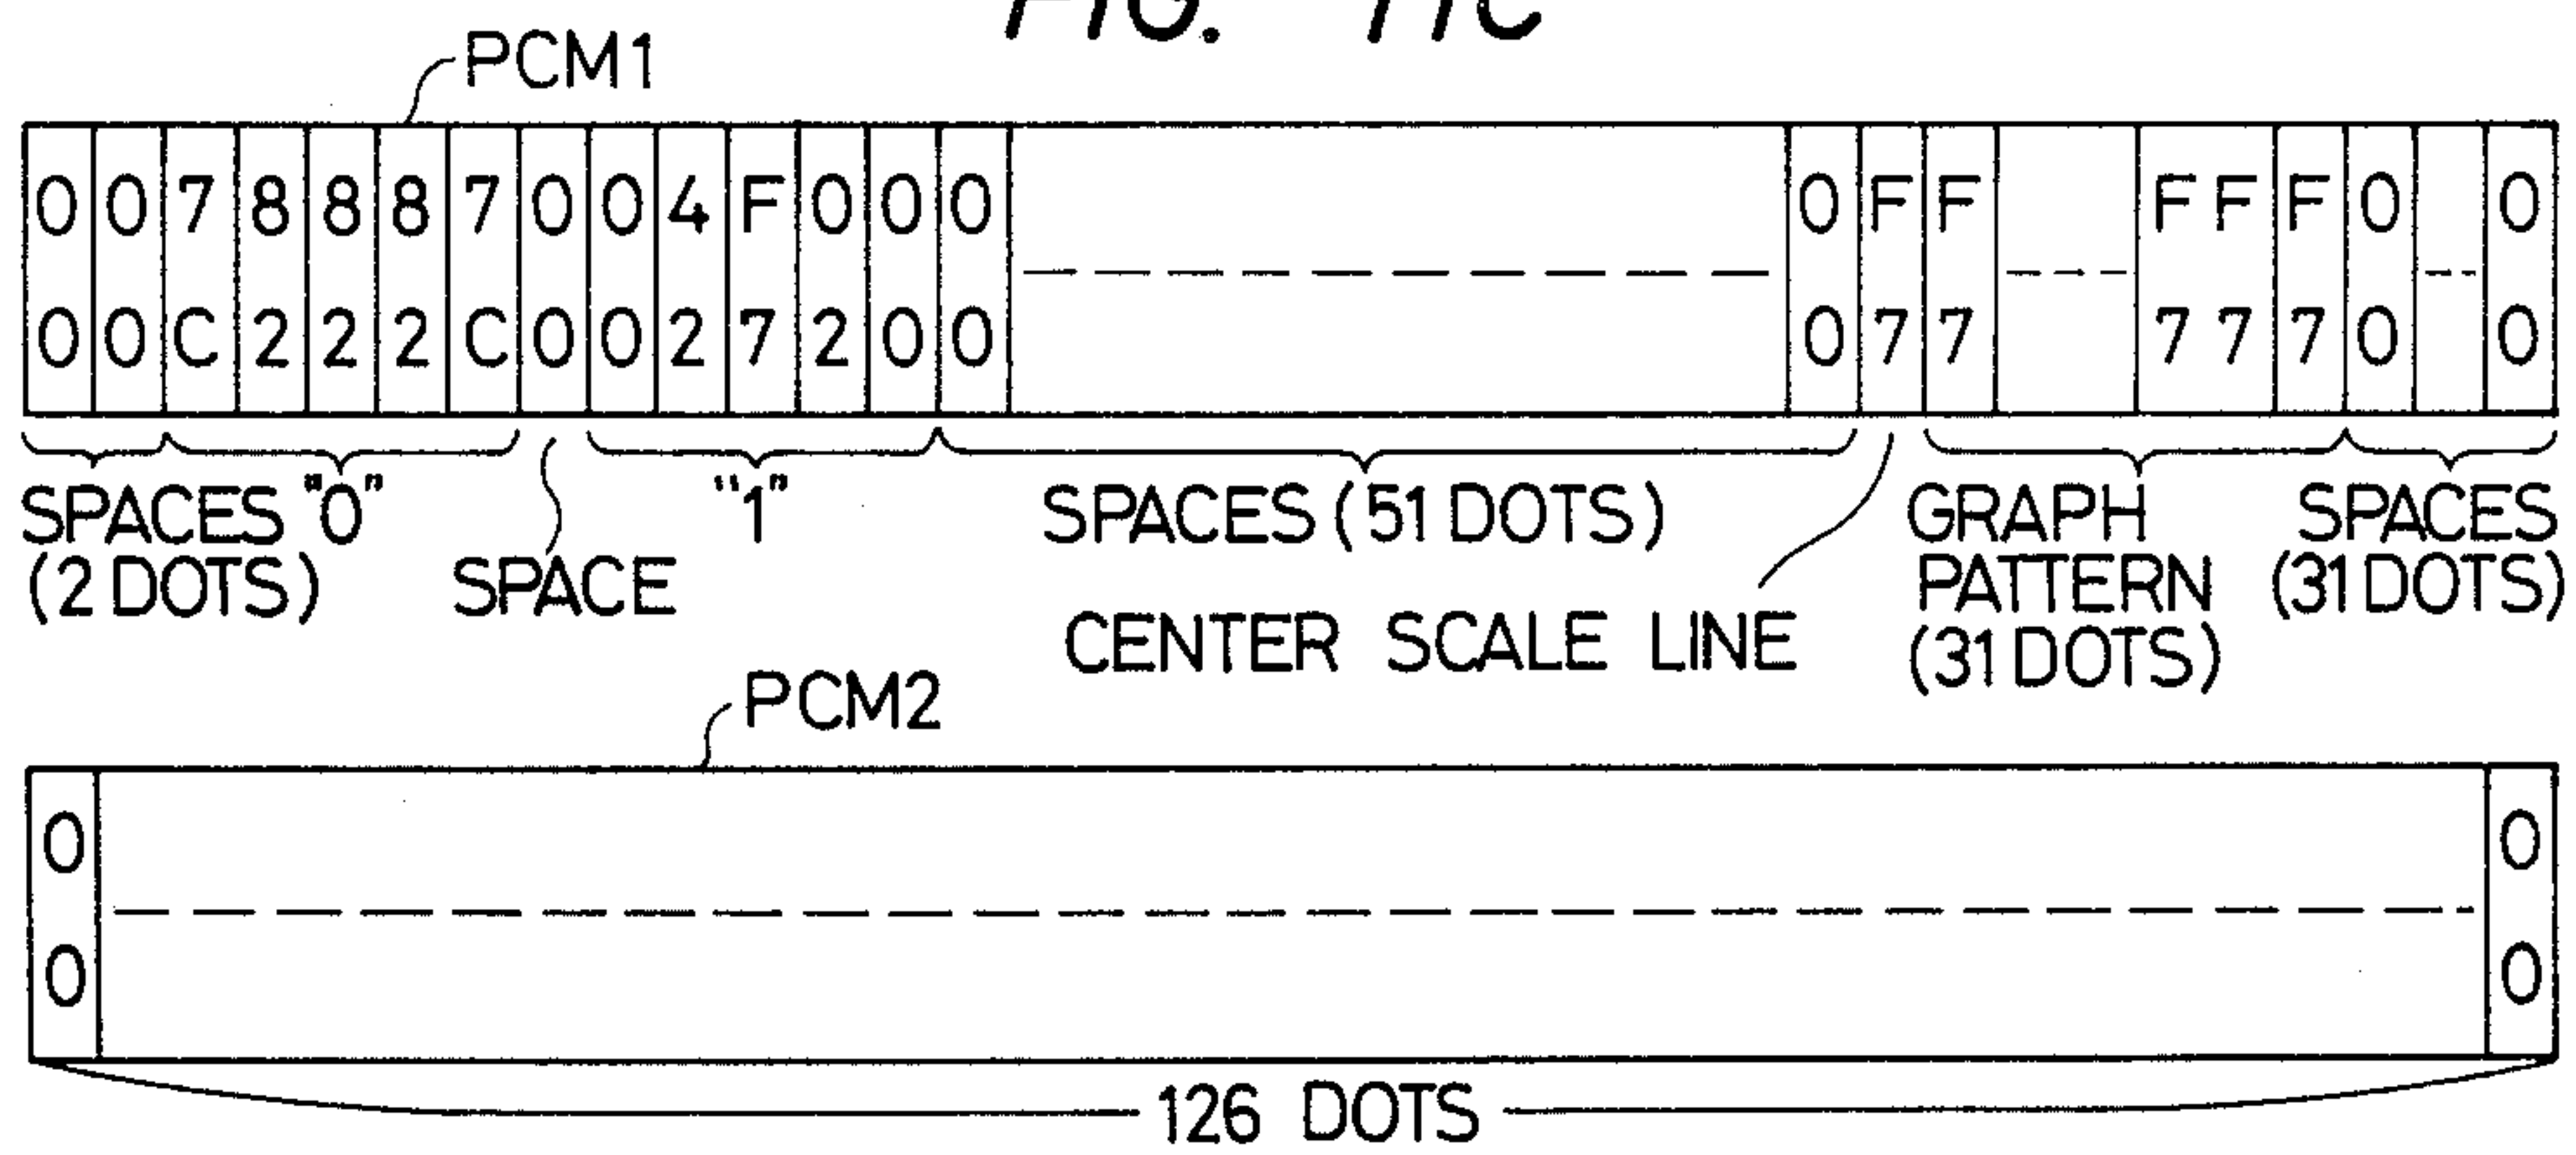 FIG. 11C
PCM1
0 0 7 8 8 8 7 0 0 4 F 0 0 0 0 F F F F F 0 0
0 0 C 2 2 2 C 0 0 2 7 2 0 0 0 7 7 7 7 7 0 0
SPACES "0" "1" SPACES (51 DOTS) GRAPH SPACES
(2 DOTS) SPACE PATTERN (31 DOTS)
CENTER SCALE LINE (31 DOTS)
PCM2
0 0
0 0
126 DOTS